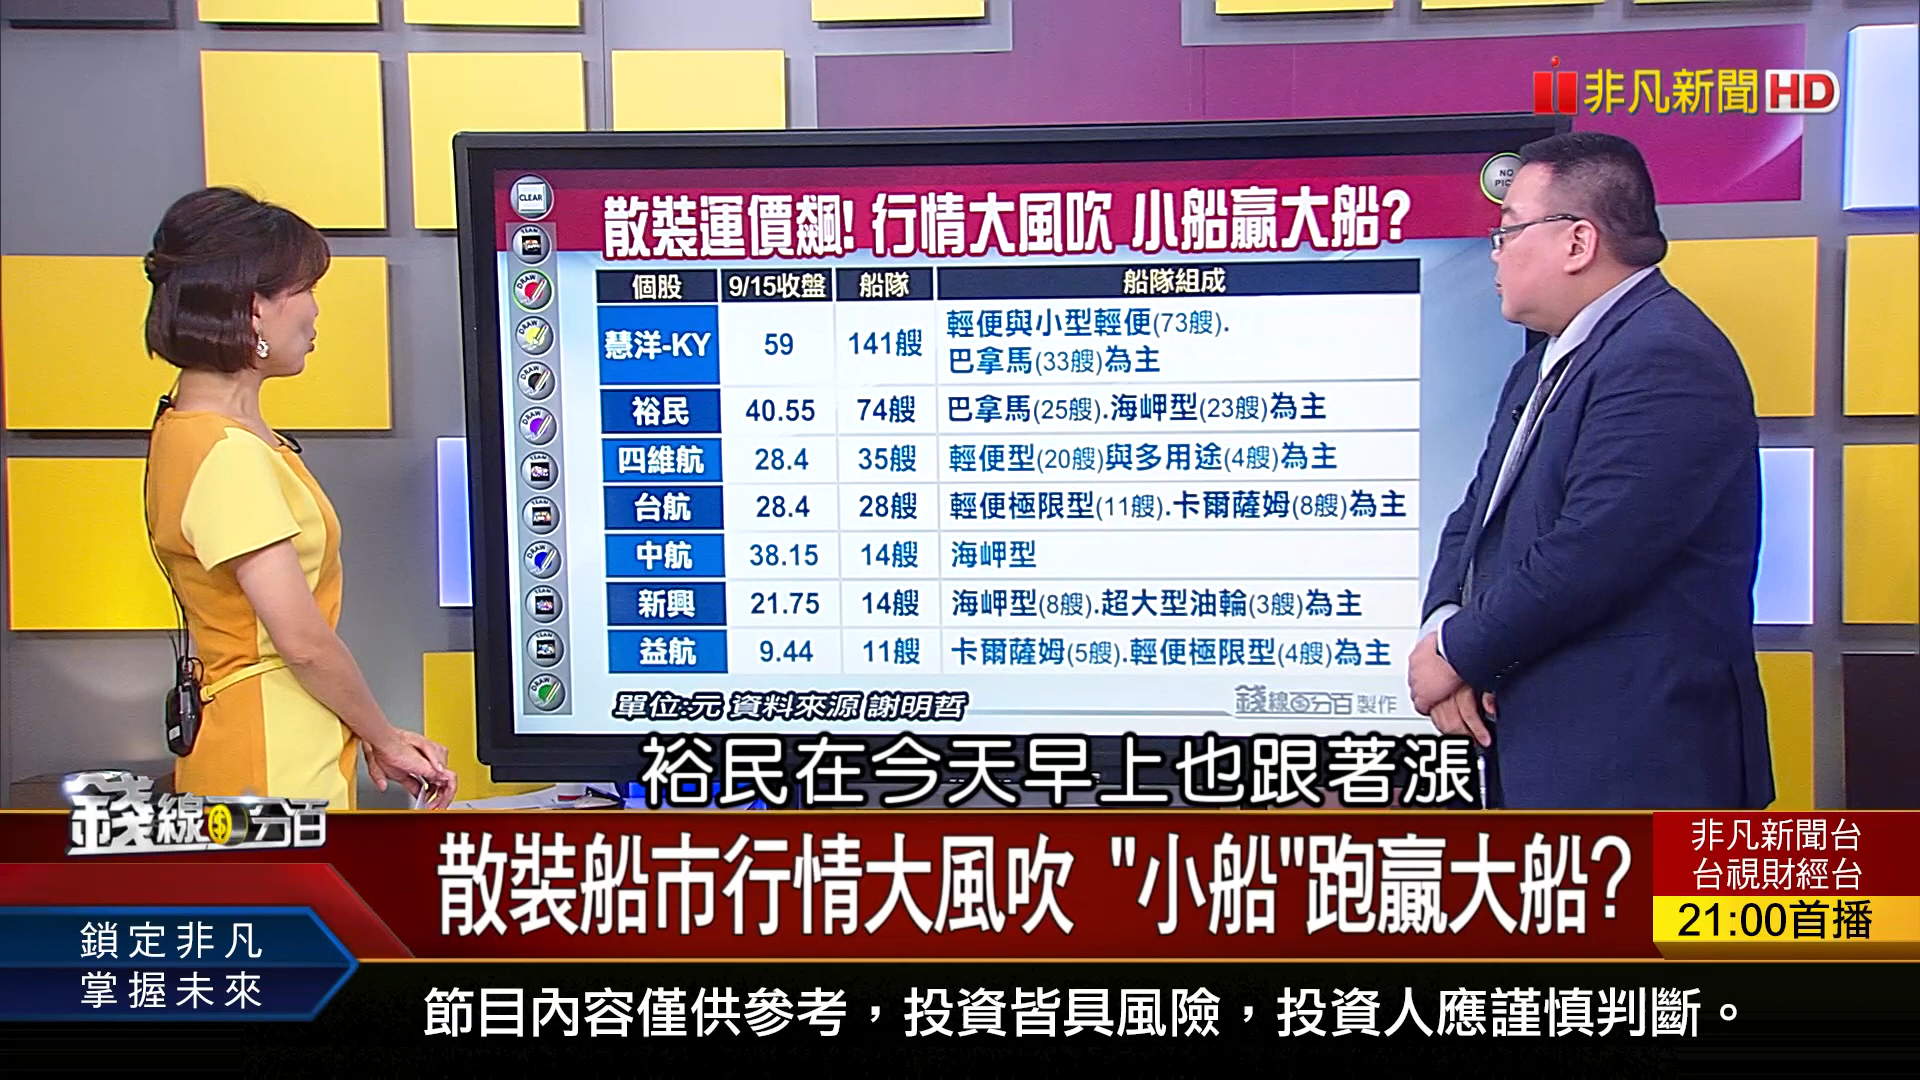 非凡新聞HD
CLEAR
NO
散裝運價飆! 行情大風吹 小船贏大船?
個股 9/15收盤 船隊 船隊組成
慧洋-KY 59 141艘 輕便與小型輕便(73艘).
巴拿馬(33艘)為主
裕民 40.55 74艘 巴拿馬(25艘).海岬型(23艘)為主
四維航 28.4 35艘 輕便型(20艘)與多用途(4艘)為主
台航 28.4 28艘 輕便極限型(11艘).卡爾薩姆(8艘)為主
中航 38.15 14艘 海岬型
新興 21.75 14艘 海岬型(8艘).超大型油輪(3艘)為主
益航 9.44 11艘 卡爾薩姆(5艘).輕便極限型(4艘)為主
單位:元 資料來源 謝明哲
錢線百分百 製作
裕民在今天早上也跟著漲
錢線百分百
散裝船市行情大風吹 "小船"跑贏大船?
非凡新聞台
台視財經台
21:00首播
鎖定非凡
掌握未來
節目內容僅供參考，投資皆具風險，投資人應謹慎判斷。